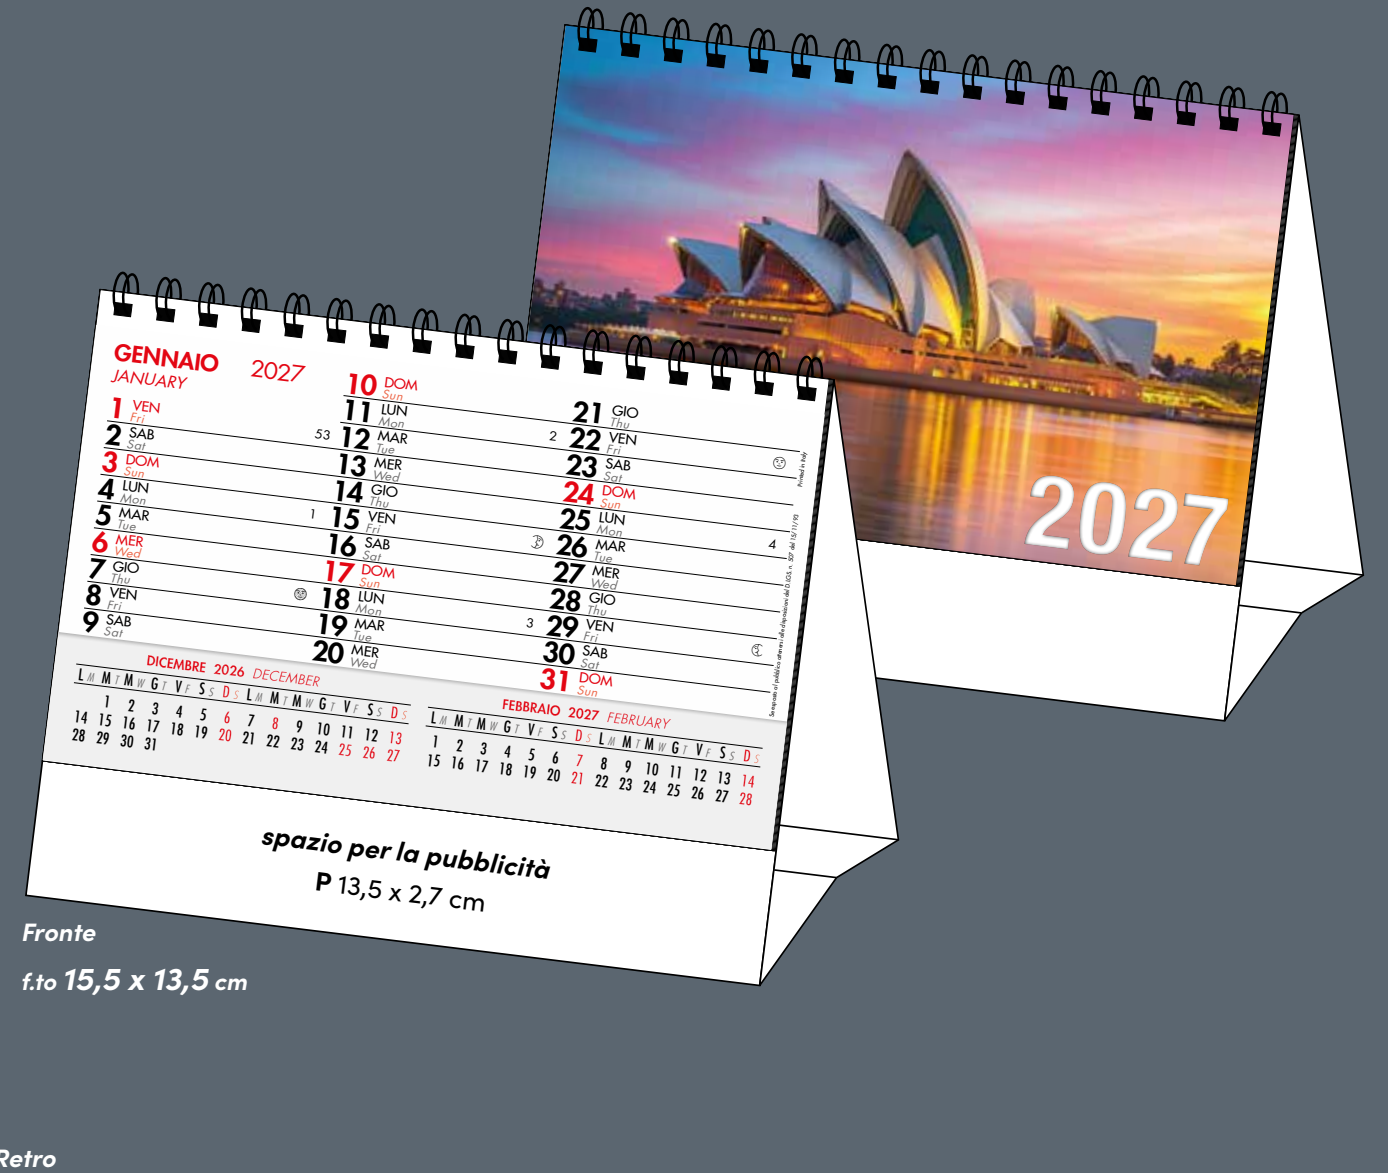 2027
GENNAIO 2027
JANUARY
1 VEN Fri
2 SAB Sat 53
3 DOM Sun
4 LUN Mon
5 MAR Tue 1
6 MER Wed
7 GIO Thu
8 VEN Fri
9 SAB Sat
10 DOM Sun
11 LUN Mon
12 MAR Tue 2
13 MER Wed
14 GIO Thu
15 VEN Fri
16 SAB Sat
17 DOM Sun
18 LUN Mon
19 MAR Tue 3
20 MER Wed
21 GIO Thu
22 VEN Fri
23 SAB Sat
24 DOM Sun
25 LUN Mon
26 MAR Tue 4
27 MER Wed
28 GIO Thu
29 VEN Fri
30 SAB Sat
31 DOM Sun
Printed in Italy
DICEMBRE 2026 DECEMBER
L M M T M W G T V F S S D S L M M T M W G T V F S S D S
1 2 3 4 5 6 7 8 9 10 11 12 13
14 15 16 17 18 19 20 21 22 23 24 25 26 27
28 29 30 31
FEBBRAIO 2027 FEBRUARY
L M M T M W G T V F S S D S L M M T M W G T V F S S D S
1 2 3 4 5 6 7 8 9 10 11 12 13 14
15 16 17 18 19 20 21 22 23 24 25 26 27 28
spazio per la pubblicità
P 13,5 x 2,7 cm
Fronte
f.to 15,5 x 13,5 cm
Retro